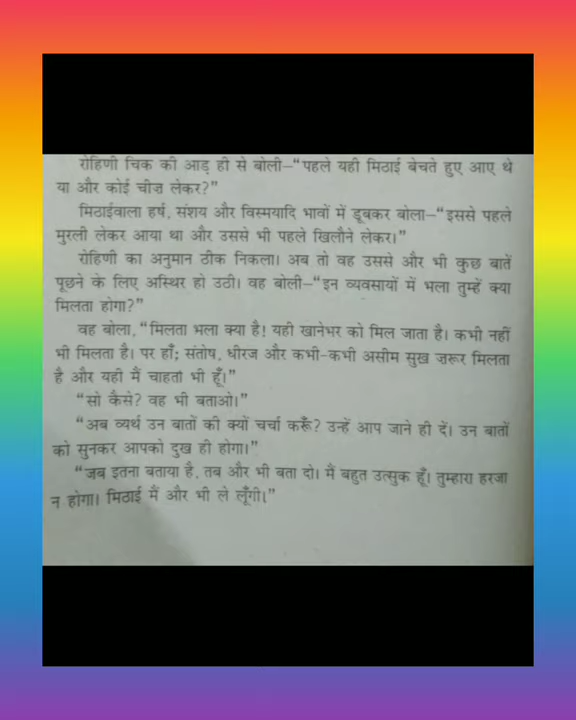 रोहिणी चिक की आड़ ही से बोली–“पहले यही मिठाई बेचते हुए आए थे
या और कोई चीज़ लेकर?”
मिठाईवाला हर्ष, संशय और विस्मयादि भावों में डूबकर बोला–“इससे पहले
मुरली लेकर आया था और उससे भी पहले खिलौने लेकर।”
रोहिणी का अनुमान ठीक निकला। अब तो वह उससे और भी कुछ बातें
पूछने के लिए अस्थिर हो उठी। वह बोली–“इन व्यवसायों में भला तुम्हें क्या
मिलता होगा?”
वह बोला, “मिलता भला क्या है! यही खानेभर को मिल जाता है। कभी नहीं
भी मिलता है। पर हाँ; संतोष, धीरज और कभी-कभी असीम सुख ज़रूर मिलता
है और यही मैं चाहता भी हूँ।”
“सो कैसे? वह भी बताओ।”
“अब व्यर्थ उन बातों की क्यों चर्चा करूँ? उन्हें आप जाने ही दें। उन बातों
को सुनकर आपको दुख ही होगा।”
“जब इतना बताया है, तब और भी बता दो। मैं बहुत उत्सुक हूँ। तुम्हारा हरजा
न होगा। मिठाई मैं और भी ले लूँगी।”